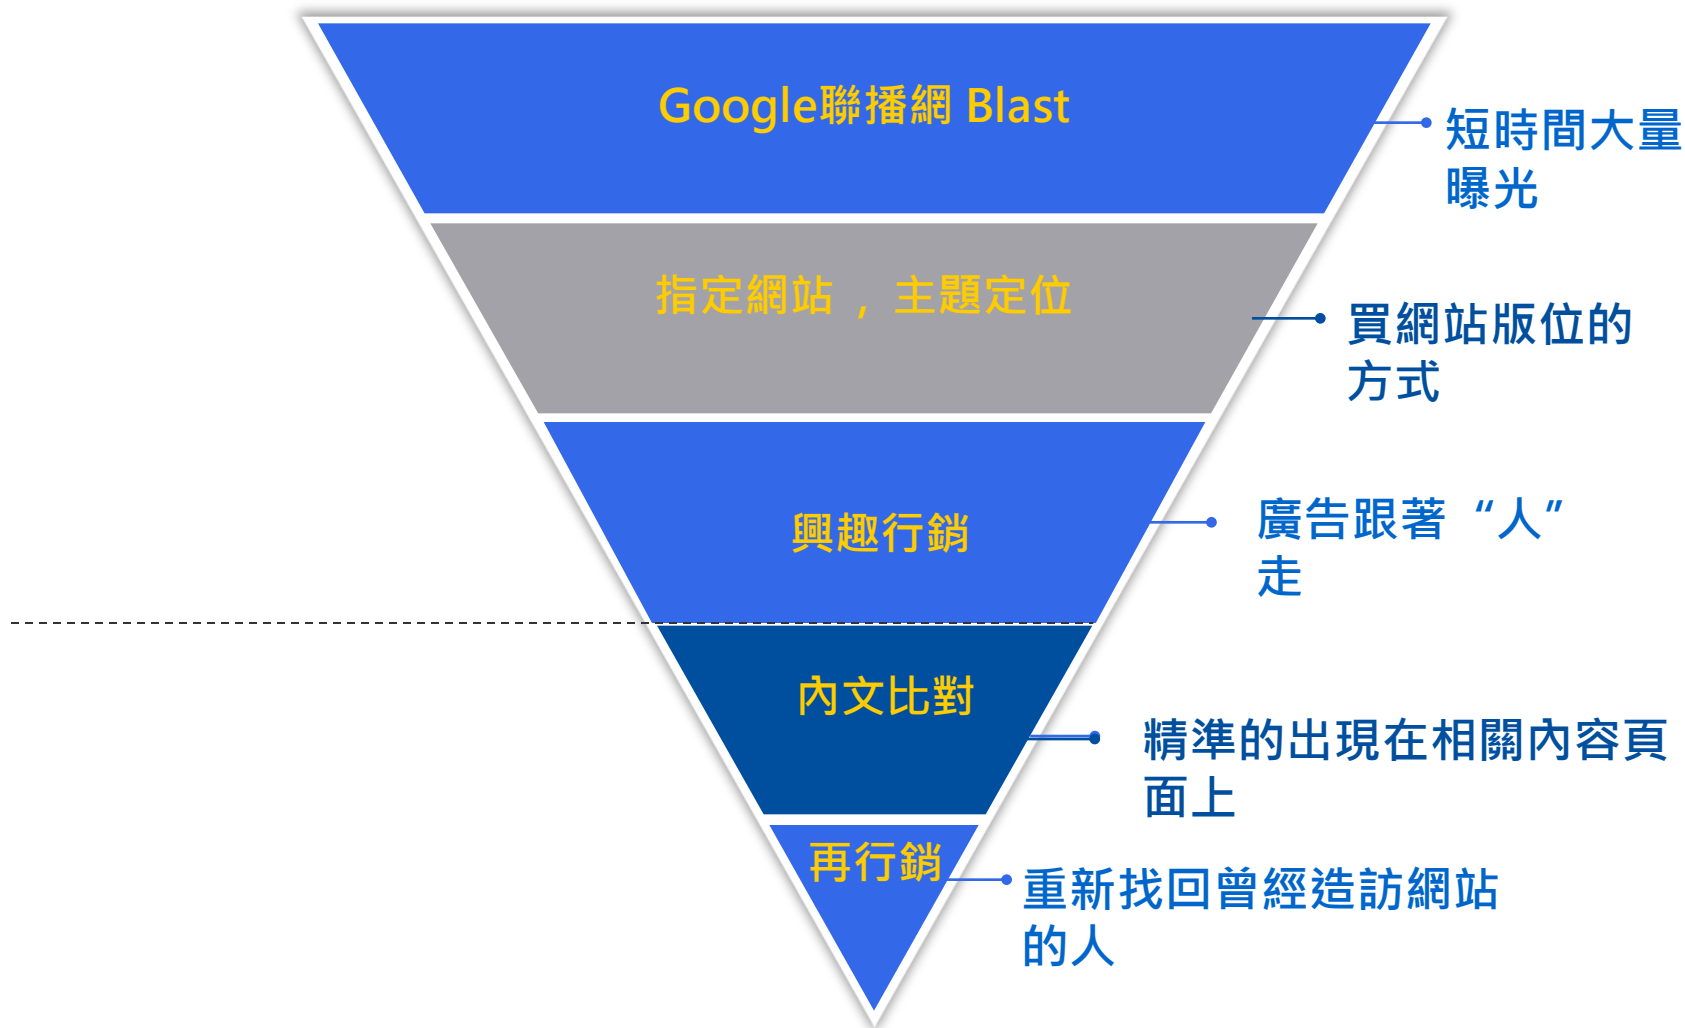 Google聯播網 Blast
短時間大量
曝光
指定網站 , 主題定位
買網站版位的
方式
興趣行銷
廣告跟著“人”
走
內文比對
精準的出現在相關內容頁
面上
再行銷
重新找回曾經造訪網站
的人